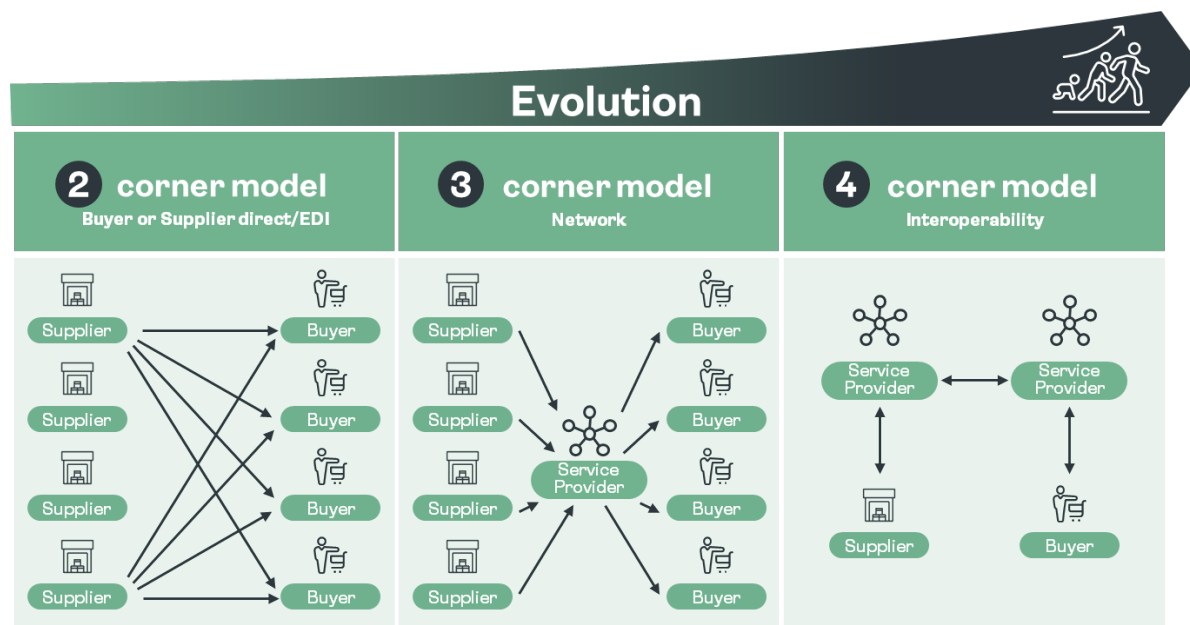 Evolution
2 corner model
Buyer or Supplier direct/EDI
Supplier
Buyer
Supplier
Buyer
Supplier
Buyer
Supplier
Buyer
3 corner model
Network
Supplier
Buyer
Supplier
Buyer
Service
Provider
Supplier
Buyer
Supplier
Buyer
4 corner model
Interoperability
Service
Provider
Service
Provider
Supplier
Buyer